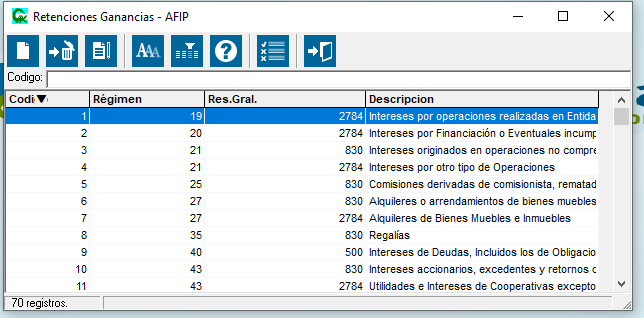 Retenciones Ganancias - AFIP
AAA
Codigo:
Codi Régimen Res.Gral. Descripcion
1 19 2784 Intereses por operaciones realizadas en Entida
2 20 2784 Intereses por Financiación o Eventuales incump
3 21 830 Intereses originados en operaciones no compre
4 21 2784 Intereses por otro tipo de Operaciones
5 25 830 Comisiones derivadas de comisionista, rematad
6 27 830 Alquileres o arrendamientos de bienes muebles
7 27 2784 Alquileres de Bienes Muebles e Inmuebles
8 35 830 Regalías
9 40 500 Intereses de Deudas, Incluidos los de Obligacio
10 43 830 Intereses accionarios, excedentes y retornos c
11 43 2784 Utilidades e Intereses de Cooperativas excepto
70 registros.